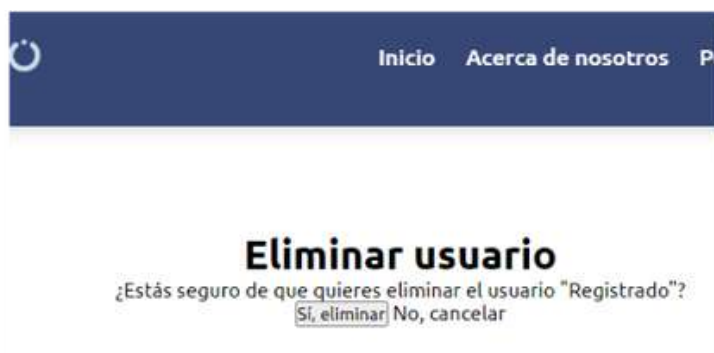 Inicio Acerca de nosotros P
Eliminar usuario
¿Estás seguro de que quieres eliminar el usuario "Registrado"?
Sí, eliminar No, cancelar